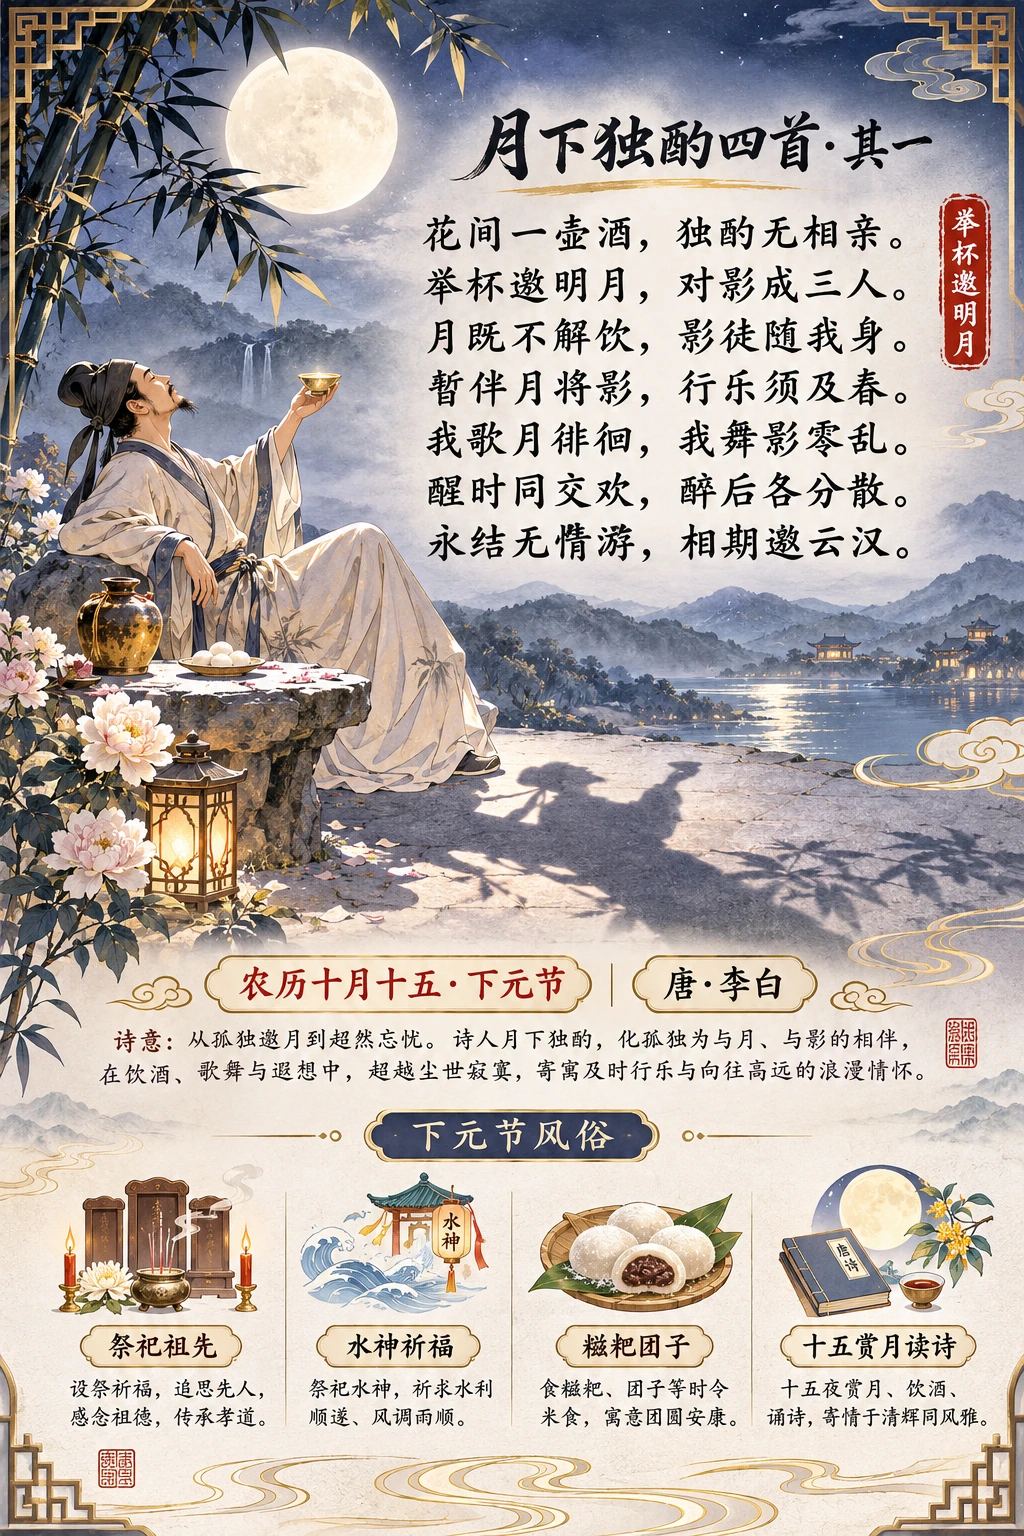 月下独酌四首·其一
举杯邀明月
花间一壶酒，独酌无相亲。
举杯邀明月，对影成三人。
月既不解饮，影徒随我身。
暂伴月将影，行乐须及春。
我歌月徘徊，我舞影零乱。
醒时同交欢，醉后各分散。
永结无情游，相期邀云汉。
农历十月十五·下元节
唐·李白
诗意：从孤独邀月到超然忘忧。诗人月下独酌，化孤独为与月、与影的相伴，
在饮酒、歌舞与遐想中，超越尘世寂寞，寄寓及时行乐与向往高远的浪漫情怀。
下元节风俗
水神
唐诗
祭祀祖先
设祭祈福，追思先人，
感念祖德，传承孝道。
水神祈福
祭祀水神，祈求水利
顺遂、风调雨顺。
糍粑团子
食糍粑、团子等时令
米食，寓意团圆安康。
十五赏月读诗
十五夜赏月、饮酒、
诵诗，寄情于清辉同风雅。